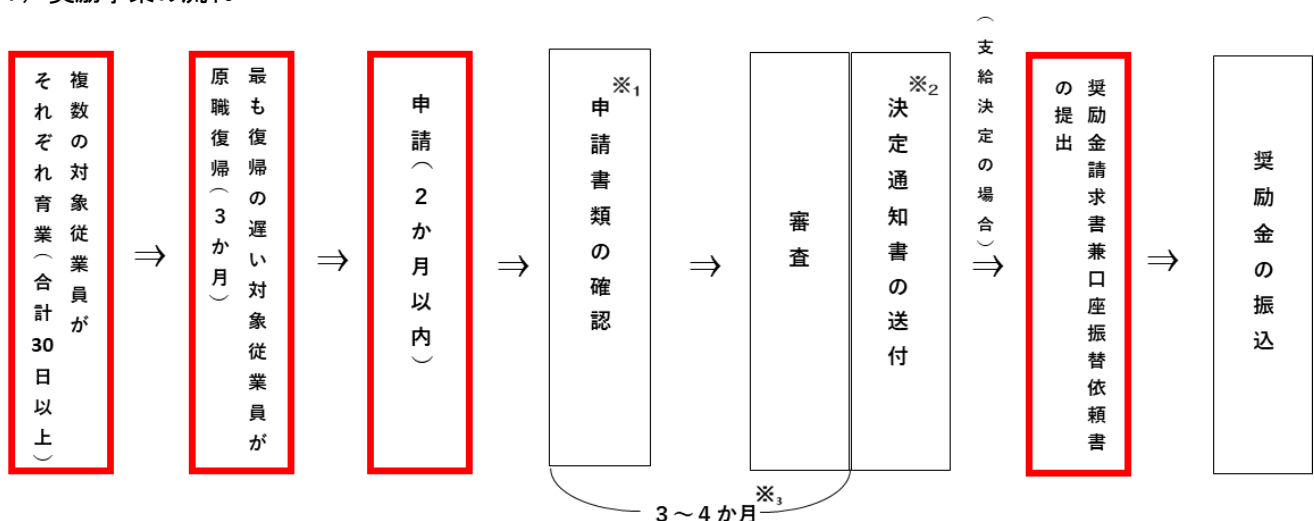 複数の対象従業員が
それぞれ育業(合計30日以上)
⇒
最も復帰の遅い対象従業員が
原職復帰(3か月)
⇒
申請(2か月以内)
⇒
※1
申請書類の確認
⇒
審査
※2
決定通知書の送付
※3
3～4か月
(支給決定の場合)
⇒
奨励金請求書兼口座振替依頼書
の提出
⇒
奨励金の振込